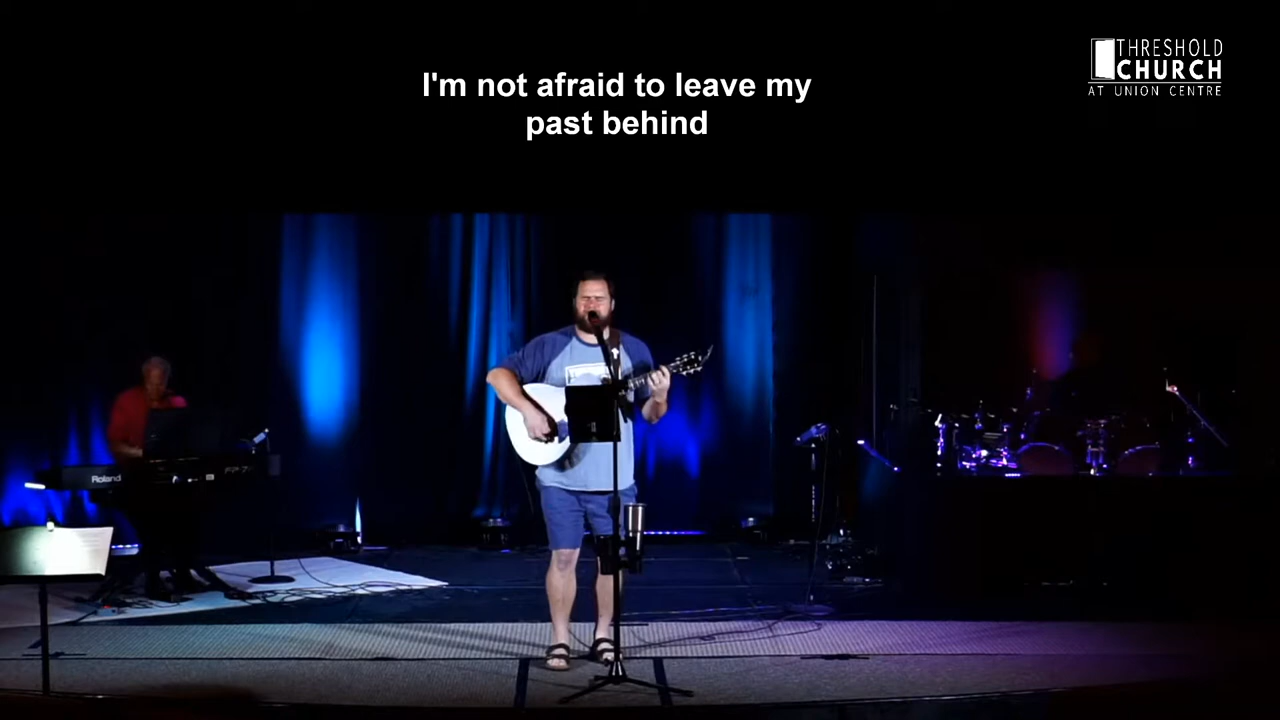 I'm not afraid to leave my
past behind
THRESHOLD
CHURCH
AT UNION CENTRE
Roland